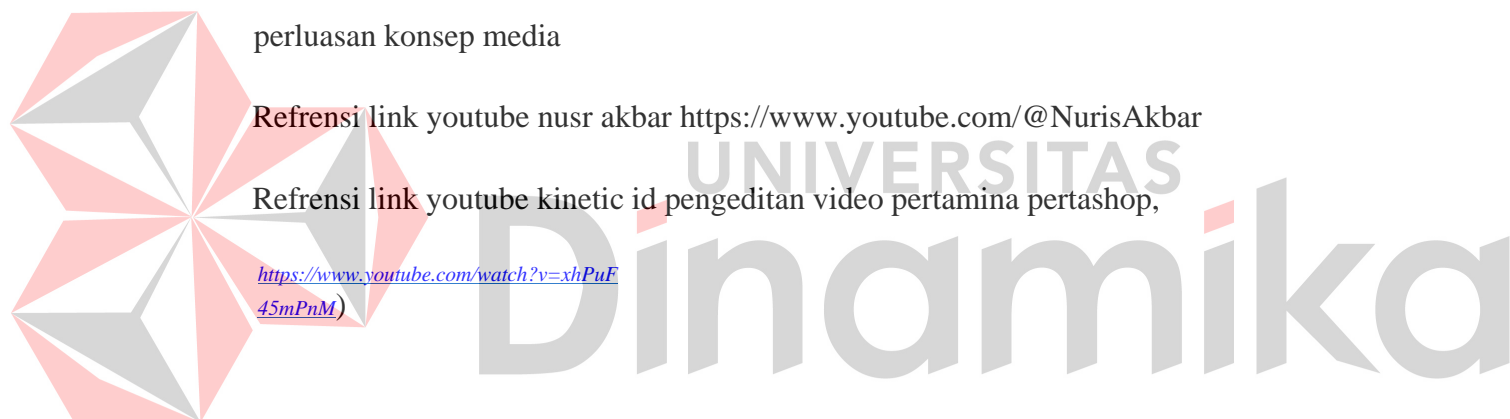 perluasan konsep media
Refrensi link youtube nusr akbar https://www.youtube.com/@NurisAkbar
UNIVERSITAS
Refrensi link youtube kinetic id pengeditan video pertamina pertashop,
Dinamika
https://www.youtube.com/watch?v=xhPuF
45mPnM)